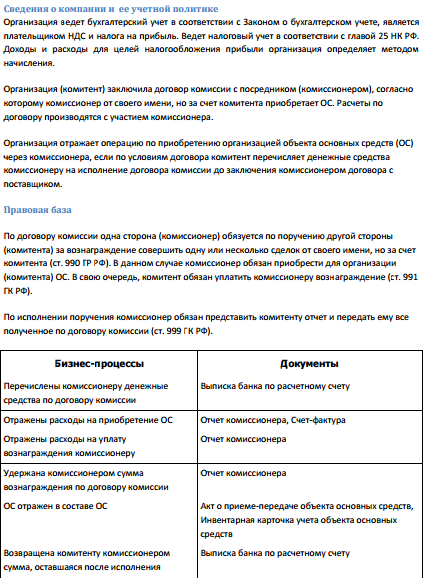 Сведения о компании и ее учетной политике
Организация ведет бухгалтерский учет в соответствии с Законом о бухгалтерском учете, является
плательщиком НДС и налога на прибыль. Ведет налоговый учет в соответствии с главой 25 НК РФ.
Доходы и расходы для целей налогообложения прибыли организация определяет методом
начисления.
Организация (комитент) заключила договор комиссии с посредником (комиссионером), согласно
которому комиссионер от своего имени, но за счет комитента приобретает ОС. Расчеты по
договору производятся с участием комиссионера.
Организация отражает операцию по приобретению организацией объекта основных средств (ОС)
через комиссионера, если по условиям договора комитент перечисляет денежные средства
комиссионеру на исполнение договора комиссии до заключения комиссионером договора с
поставщиком.
Правовая база
По договору комиссии одна сторона (комиссионер) обязуется по поручению другой стороны
(комитента) за вознаграждение совершить одну или несколько сделок от своего имени, но за счет
комитента (ст. 990 ГР РФ). В данном случае комиссионер обязан приобрести для организации
(комитента) ОС. В свою очередь, комитент обязан уплатить комиссионеру вознаграждение (ст. 991
ГК РФ).
По исполнении поручения комиссионер обязан представить комитенту отчет и передать ему все
полученное по договору комиссии (ст. 999 ГК РФ).
Бизнес-процессы Документы
Перечислены комиссионеру денежные Выписка банка по расчетному счету
средства по договору комиссии
Отражены расходы на приобретение ОС Отчет комиссионера, Счет-фактура
Отражены расходы на уплату Отчет комиссионера
вознаграждения комиссионеру
Удержана комиссионером сумма Отчет комиссионера
вознаграждения по договору комиссии
ОС отражен в составе ОС Акт о приеме-передаче объекта основных средств,
Инвентарная карточка учета объекта основных
средств
Возвращена комитенту комиссионером Выписка банка по расчетному счету
сумма, оставшаяся после исполнения